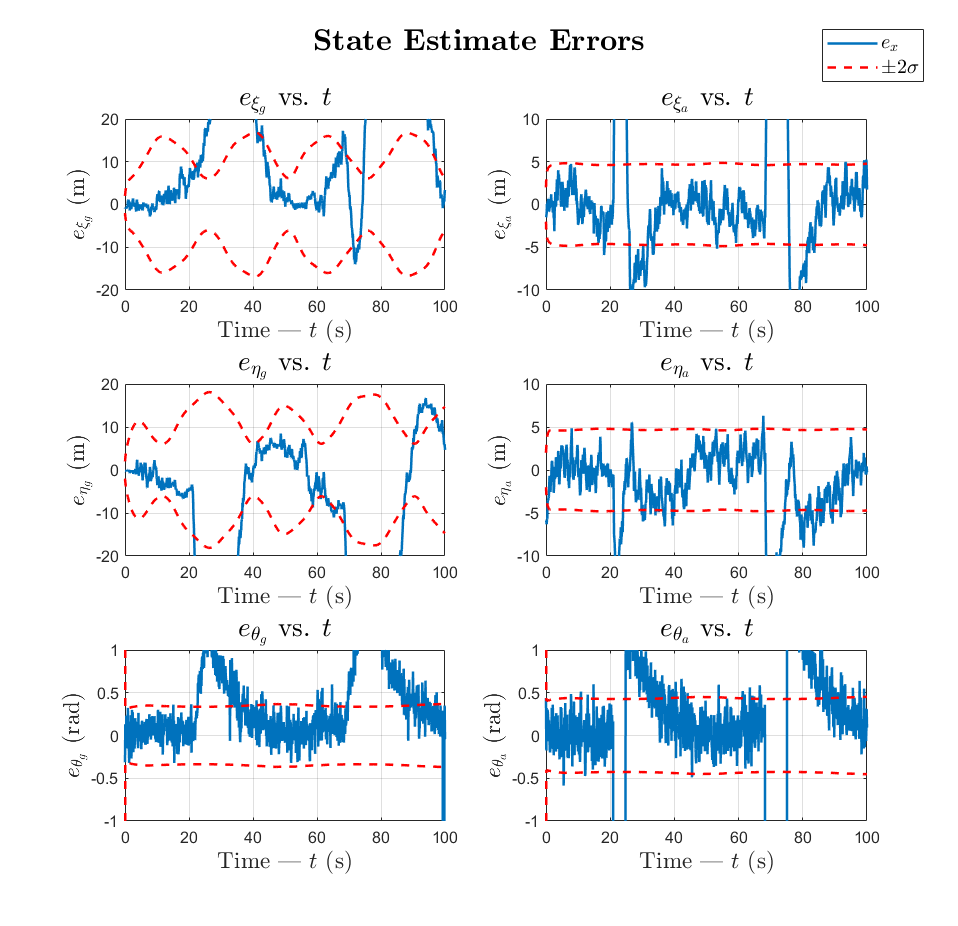 State Estimate Errors
e_x
±2σ
e_{ξ_g} vs. t
e_{ξ_g} (m)
20
10
0
-10
-20
0 20 40 60 80 100
Time — t (s)
e_{ξ_a} vs. t
e_{ξ_a} (m)
10
5
0
-5
-10
0 20 40 60 80 100
Time — t (s)
e_{η_g} vs. t
e_{η_g} (m)
20
10
0
-10
-20
0 20 40 60 80 100
Time — t (s)
e_{η_a} vs. t
e_{η_a} (m)
10
5
0
-5
-10
0 20 40 60 80 100
Time — t (s)
e_{θ_g} vs. t
e_{θ_g} (rad)
1
0.5
0
-0.5
-1
0 20 40 60 80 100
Time — t (s)
e_{θ_a} vs. t
e_{θ_a} (rad)
1
0.5
0
-0.5
-1
0 20 40 60 80 100
Time — t (s)